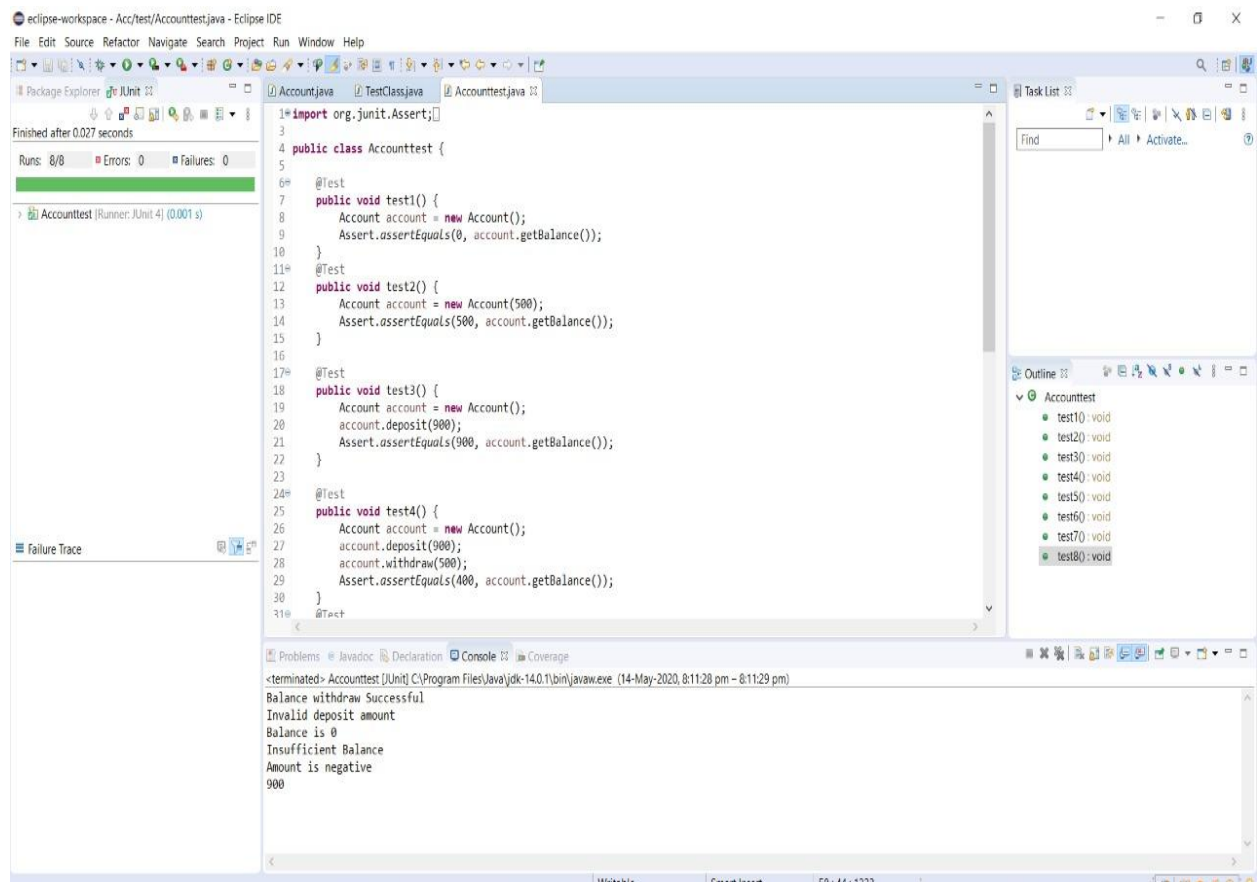 eclipse-workspace - Acc/test/Accounttest.java - Eclipse IDE
File Edit Source Refactor Navigate Search Project Run Window Help
Package Explorer JUnit
Finished after 0.027 seconds
Runs: 8/8 Errors: 0 Failures: 0
Accounttest [Runner: JUnit 4] (0.001 s)
Failure Trace
Account.java TestClass.java Accounttest.java
1 import org.junit.Assert;
3
4 public class Accounttest {
5
6 @Test
7 public void test1() {
8 Account account = new Account();
9 Assert.assertEquals(0, account.getBalance());
10 }
11 @Test
12 public void test2() {
13 Account account = new Account(500);
14 Assert.assertEquals(500, account.getBalance());
15 }
16
17 @Test
18 public void test3() {
19 Account account = new Account();
20 account.deposit(900);
21 Assert.assertEquals(900, account.getBalance());
22 }
23
24 @Test
25 public void test4() {
26 Account account = new Account();
27 account.deposit(900);
28 account.withdraw(500);
29 Assert.assertEquals(400, account.getBalance());
30 }
31 @Test
Task List
Find All Activate...
Outline
Accounttest
test1() : void
test2() : void
test3() : void
test4() : void
test5() : void
test6() : void
test7() : void
test8() : void
Problems Javadoc Declaration Console Coverage
<terminated> Accounttest [JUnit] C:\Program Files\Java\jdk-14.0.1\bin\javaw.exe (14-May-2020, 8:11:28 pm – 8:11:29 pm)
Balance withdraw Successful
Invalid deposit amount
Balance is 0
Insufficient Balance
Amount is negative
900